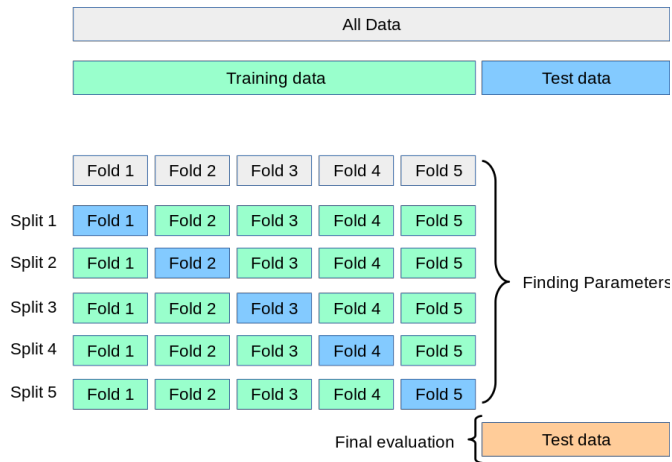 All Data
Training data Test data
Fold 1 Fold 2 Fold 3 Fold 4 Fold 5
Split 1 Fold 1 Fold 2 Fold 3 Fold 4 Fold 5
Split 2 Fold 1 Fold 2 Fold 3 Fold 4 Fold 5
Finding Parameters
Split 3 Fold 1 Fold 2 Fold 3 Fold 4 Fold 5
Split 4 Fold 1 Fold 2 Fold 3 Fold 4 Fold 5
Split 5 Fold 1 Fold 2 Fold 3 Fold 4 Fold 5
Final evaluation Test data